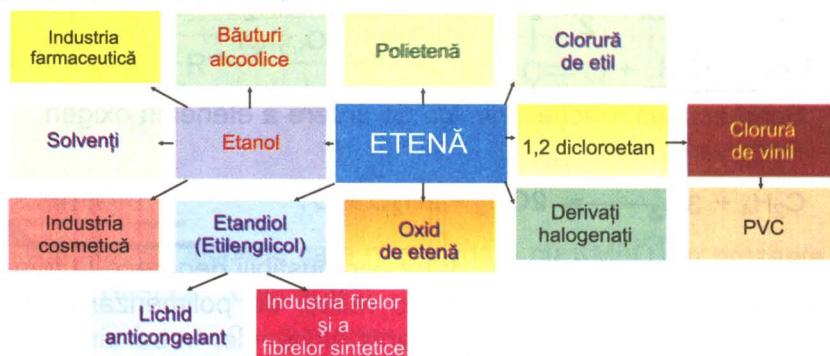 Industria
farmaceutică
Băuturi
alcoolice
Polietenă
Clorură
de etil
Solvenți
Etanol
ETENĂ
1,2 dicloroetan
Clorură
de vinil
Industria
cosmetică
Etandiol
(Etilenglicol)
Oxid
de etenă
Derivați
halogenați
PVC
Lichid
anticongelant
Industria firelor
și a
fibrelor sintetice